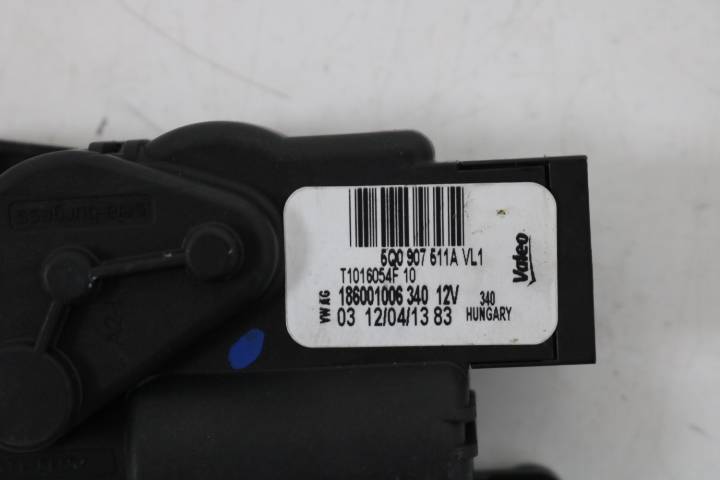 5Q0 907 511A VL1
T1016054F 10
186001006 340 12V
VW AG
03 12/04/13 83
340
HUNGARY
Valeo